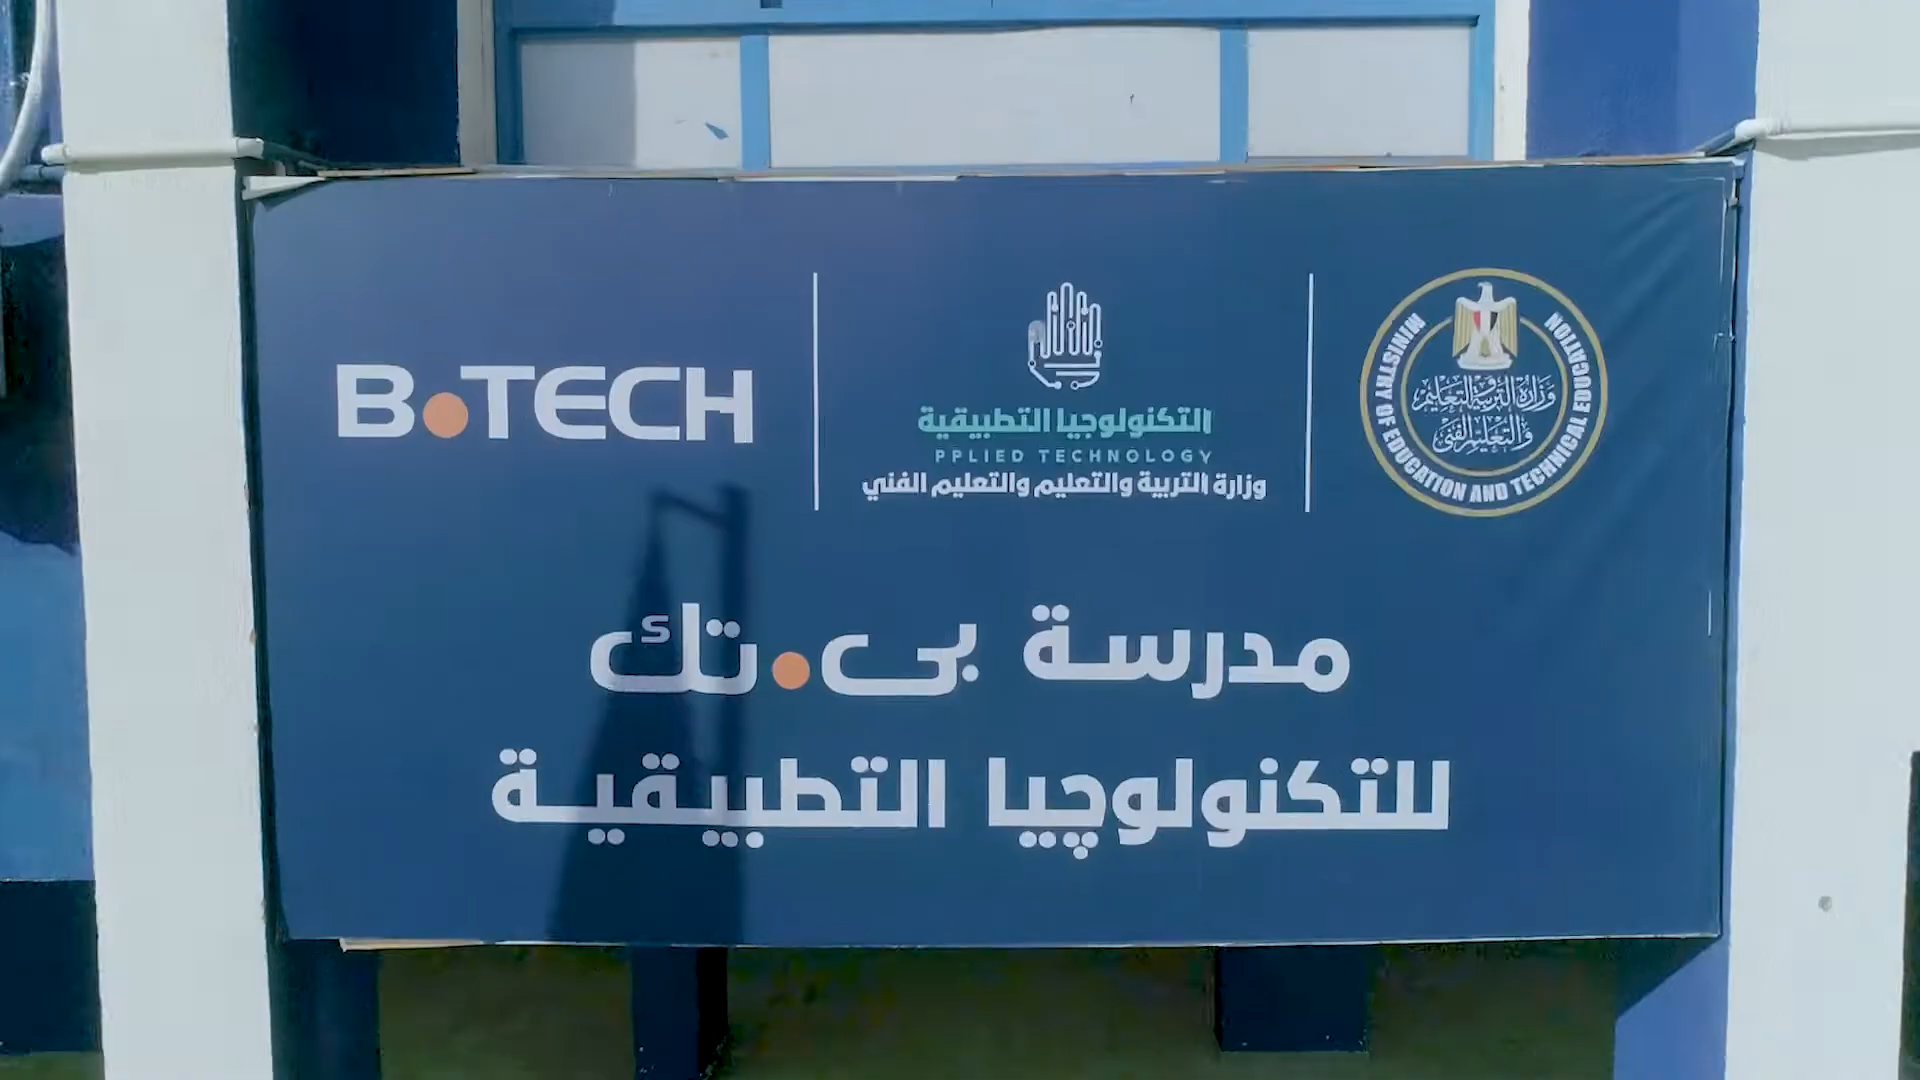 B.TECH
التكنولوجيا التطبيقية
PPLIED TECHNOLOGY
وزارة التربية والتعليم والتعليم الفني
وزارة التربية والتعليم
والتعليم الفني
MINISTRY OF EDUCATION AND TECHNICAL EDUCATION
مدرسة بى.تك
للتكنولوچيا التطبيقية